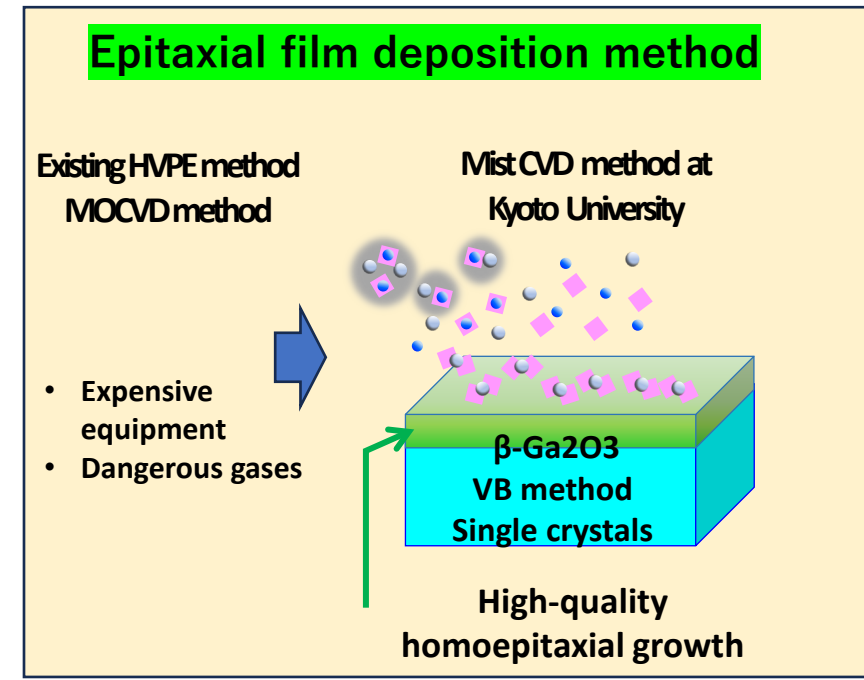 Epitaxial film deposition method
Existing HVPE method
MOCVD method
• Expensive
equipment
• Dangerous gases
Mist CVD method at
Kyoto University
β-Ga2O3
VB method
Single crystals
High-quality
homoepitaxial growth